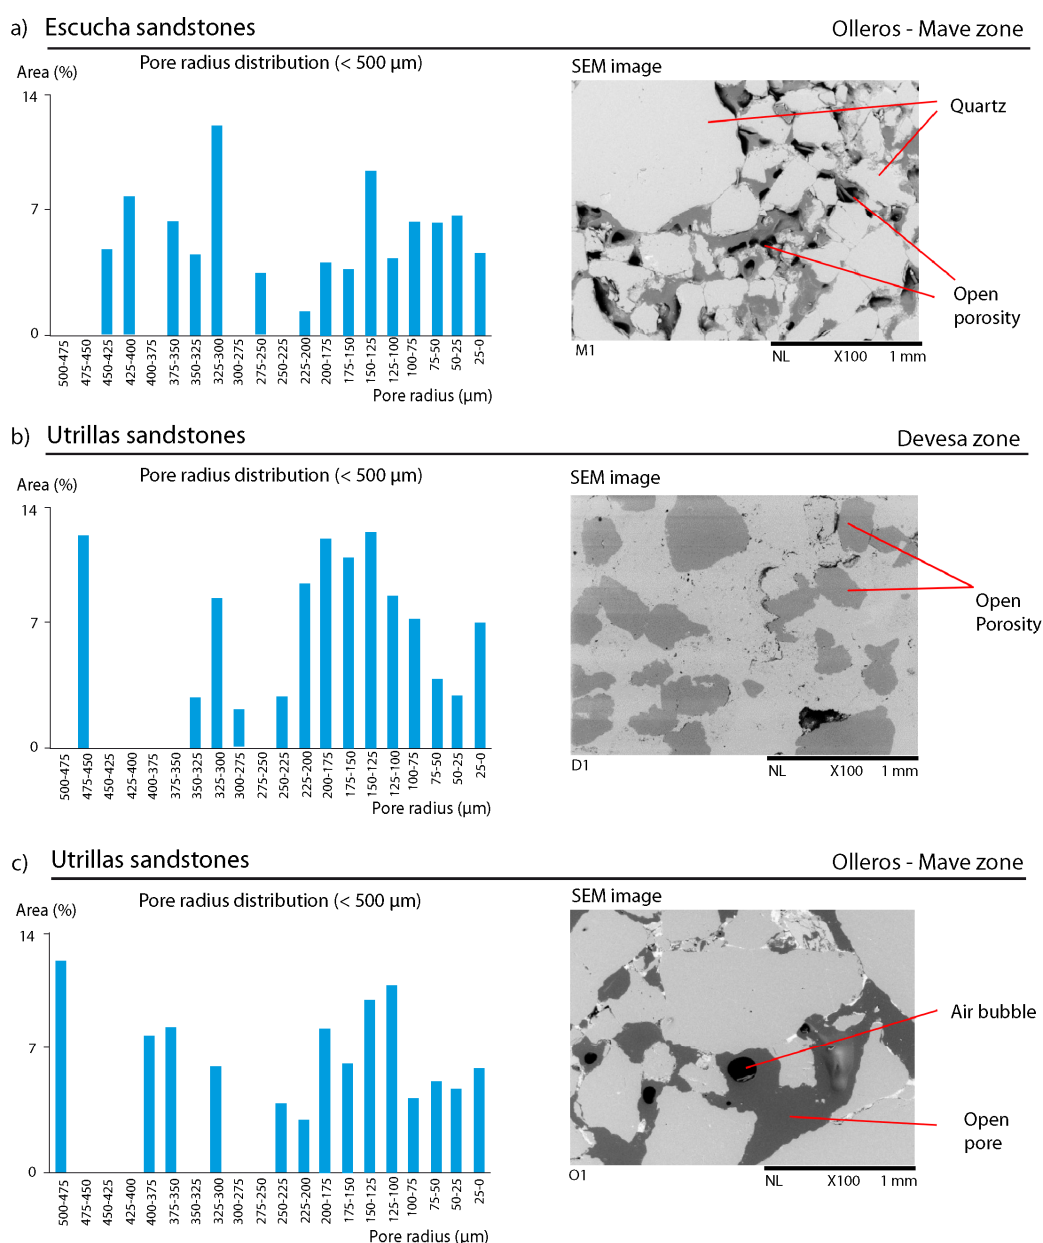 a) Escucha sandstones
Olleros - Mave zone
Pore radius distribution (< 500 μm)
Area (%)
14
7
0
500-475
475-450
450-425
425-400
400-375
375-350
350-325
325-300
300-275
275-250
250-225
225-200
200-175
175-150
150-125
125-100
100-75
75-50
50-25
25-0
Pore radius (μm)
SEM image
Quartz
Open
porosity
M1
NL X100 1 mm
b) Utrillas sandstones
Devesa zone
Pore radius distribution (< 500 μm)
Area (%)
14
7
0
500-475
475-450
450-425
425-400
400-375
375-350
350-325
325-300
300-275
275-250
250-225
225-200
200-175
175-150
150-125
125-100
100-75
75-50
50-25
25-0
Pore radius (μm)
SEM image
Open
Porosity
D1
NL X100 1 mm
c) Utrillas sandstones
Olleros - Mave zone
Pore radius distribution (< 500 μm)
Area (%)
14
7
0
500-475
475-450
450-425
425-400
400-375
375-350
350-325
325-300
300-275
275-250
250-225
225-200
200-175
175-150
150-125
125-100
100-75
75-50
50-25
25-0
Pore radius (μm)
SEM image
Air bubble
Open
pore
O1
NL X100 1 mm